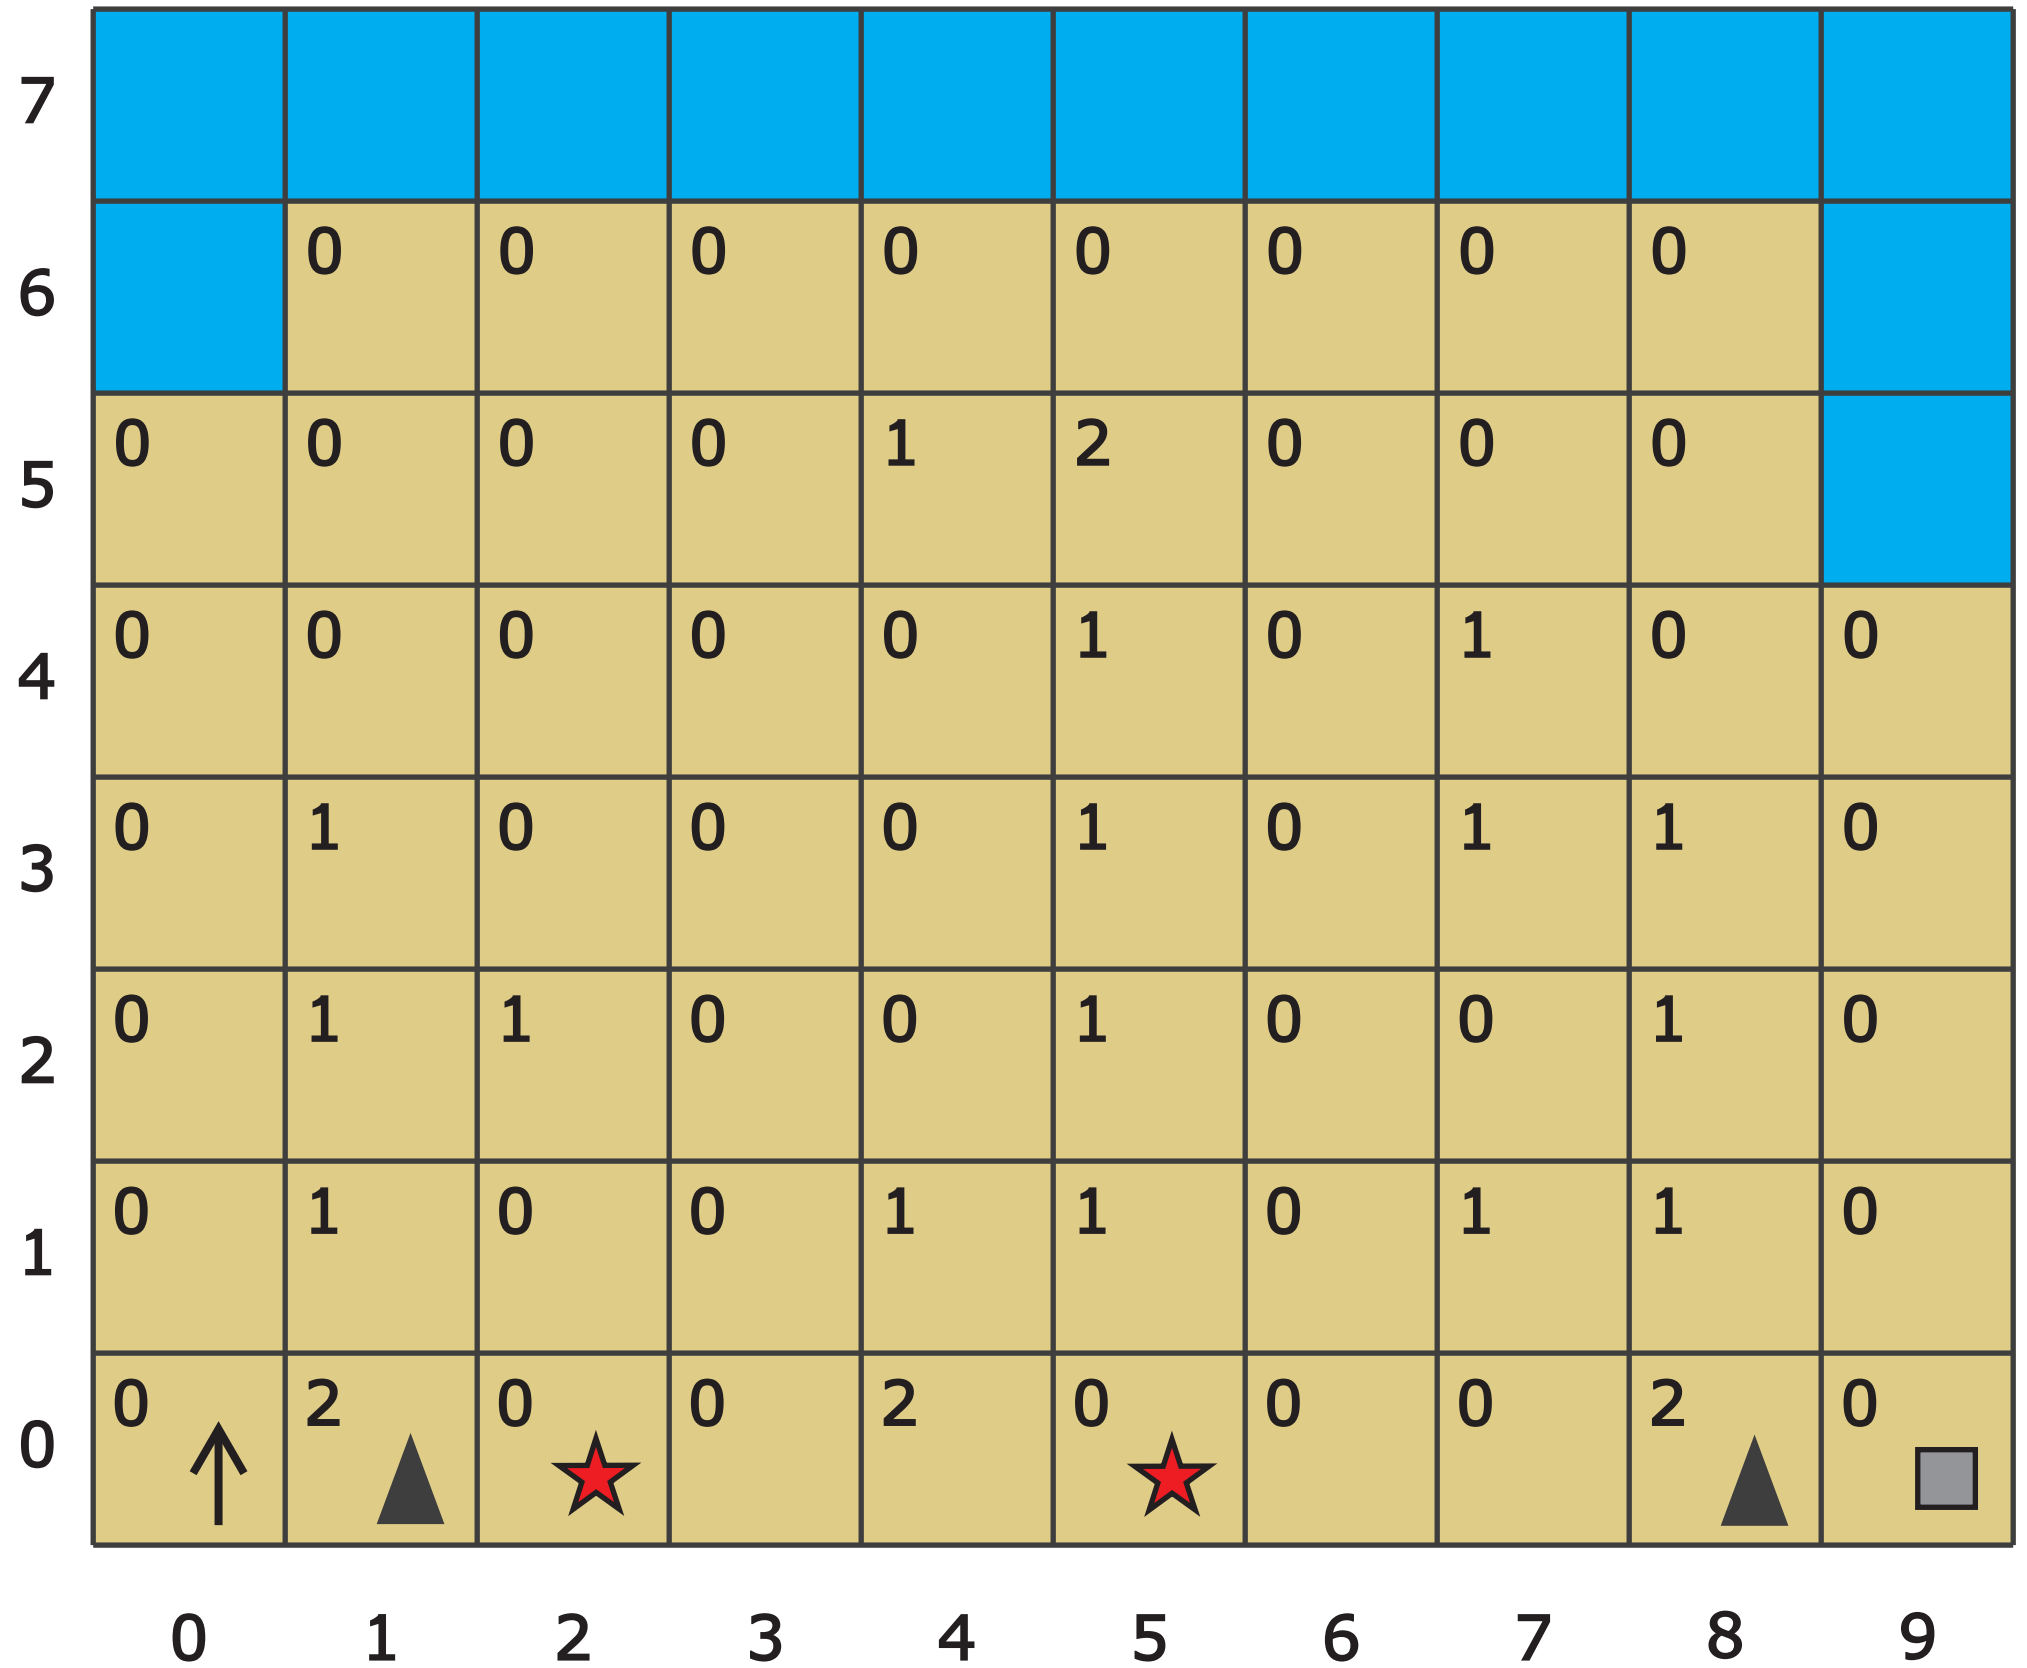 7
6 0 0 0 0 0 0 0 0
5 0 0 0 0 1 2 0 0 0
4 0 0 0 0 0 1 0 1 0 0
3 0 1 0 0 0 1 0 1 1 0
2 0 1 1 0 0 1 0 0 1 0
1 0 1 0 0 1 1 0 1 1 0
0 0 2 0 0 2 0 0 0 2 0
0 1 2 3 4 5 6 7 8 9